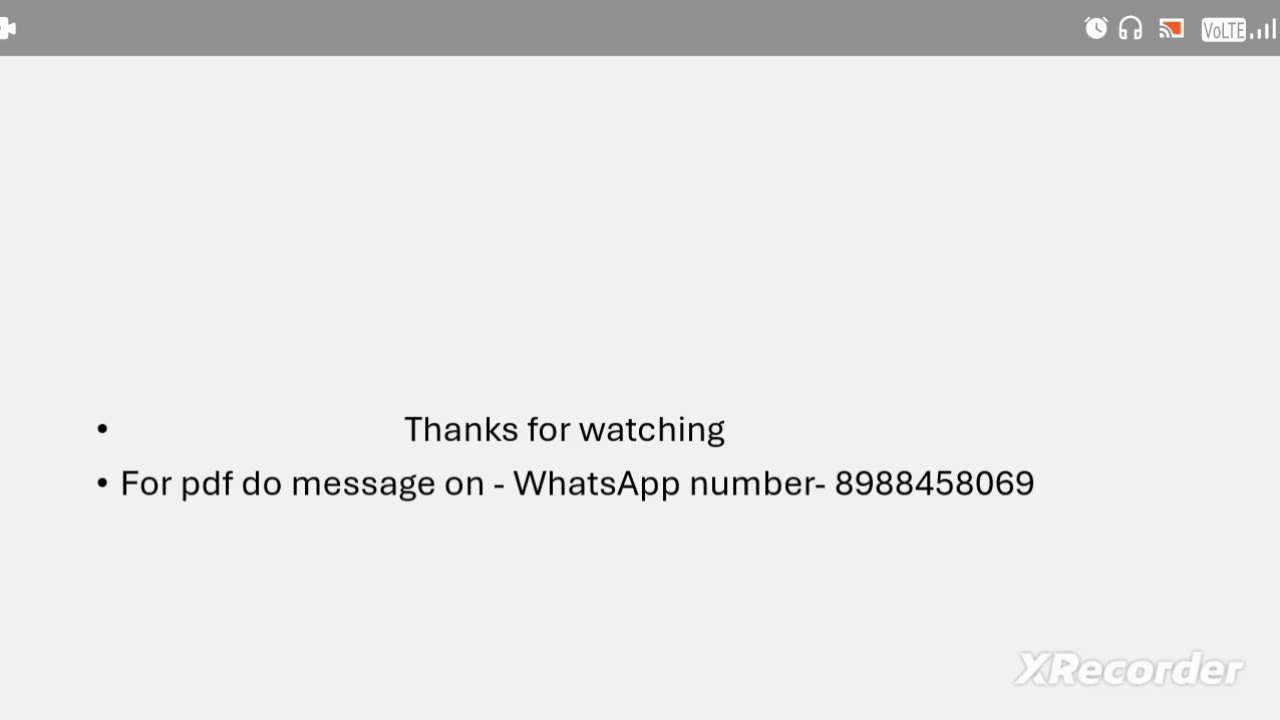 VoLTE
• Thanks for watching
• For pdf do message on - WhatsApp number- 8988458069
XRecorder